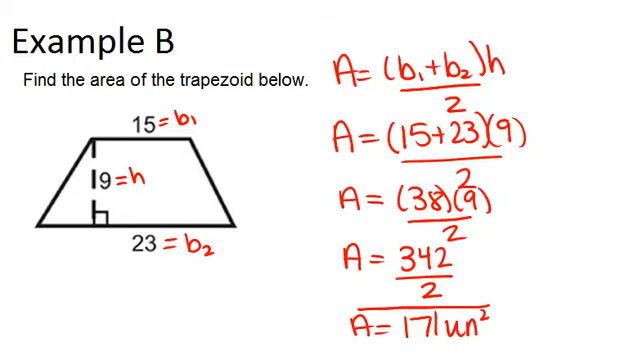 Example B
Find the area of the trapezoid below.
15 = b₁
9 = h
23 = b₂
A = (b₁ + b₂)h
2
A = (15 + 23)(9)
2
A = (38)(9)
2
A = 342
2
A = 171 un²